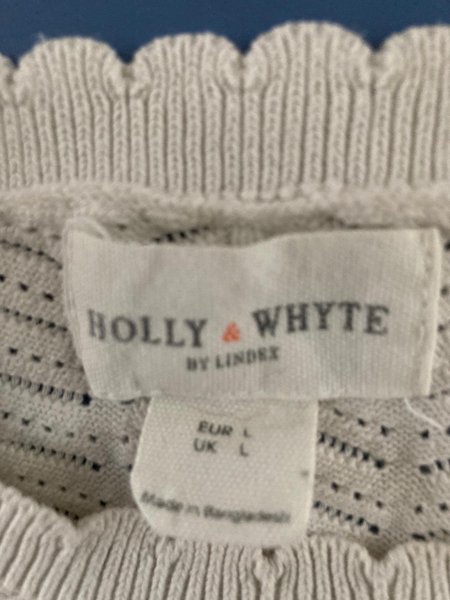 HOLLY & WHYTE
BY LINDEX
EUR L
UK L
Made in Bangladesh